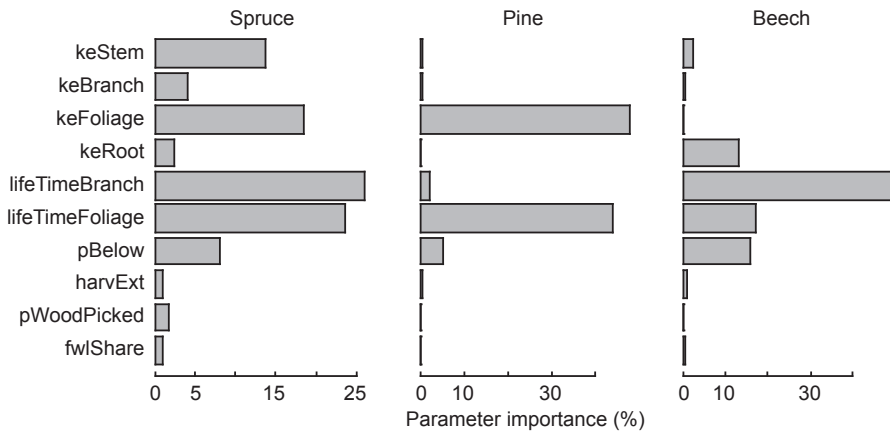 Spruce Pine Beech
keStem
keBranch
keFoliage
keRoot
lifeTimeBranch
lifeTimeFoliage
pBelow
harvExt
pWoodPicked
fwlShare
0 5 15 25 0 10 30 0 10 30
Parameter importance (%)